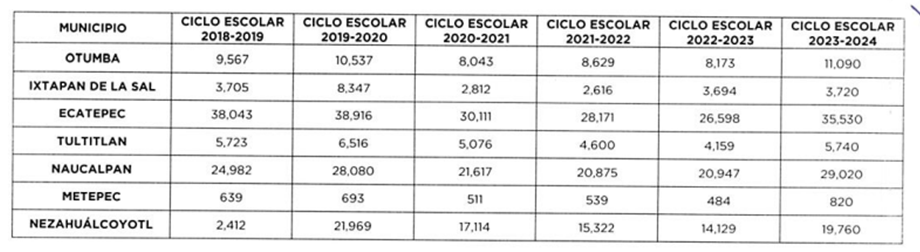 MUNICIPIO CICLO ESCOLAR 2018-2019 CICLO ESCOLAR 2019-2020 CICLO ESCOLAR 2020-2021 CICLO ESCOLAR 2021-2022 CICLO ESCOLAR 2022-2023 CICLO ESCOLAR 2023-2024
OTUMBA 9,567 10,537 8,043 8,629 8,173 11,090
IXTAPAN DE LA SAL 3,705 8,347 2,812 2,616 3,694 3,720
ECATEPEC 38,043 38,916 30,111 28,171 26,598 35,530
TULTITLAN 5,723 6,516 5,076 4,600 4,159 5,740
NAUCALPAN 24,982 28,080 21,617 20,875 20,947 29,020
METEPEC 639 693 511 539 484 820
NEZAHUÁLCOYOTL 2,412 21,969 17,114 15,322 14,129 19,760